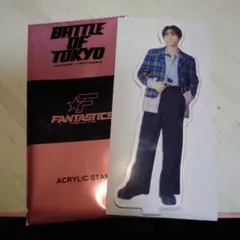 BATTLE
OF
TOKYO
FANTASTICS
ACRYLIC STAN